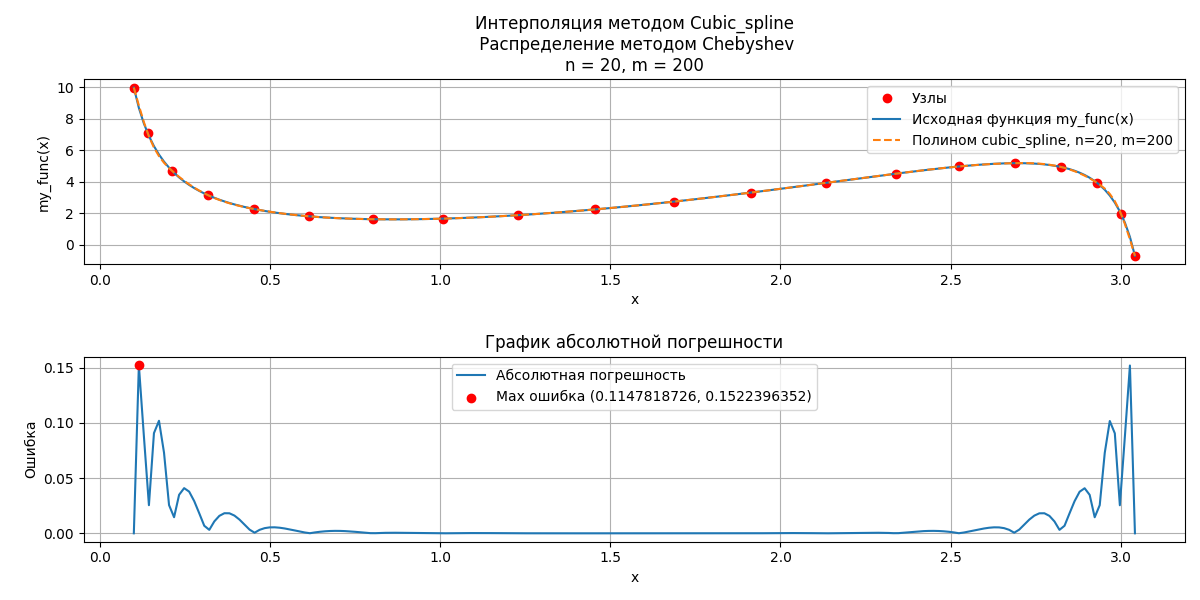 Интерполяция методом Cubic_spline
Распределение методом Chebyshev
n = 20, m = 200
my_func(x)
10
8
6
4
2
0
Узлы
Исходная функция my_func(x)
Полином cubic_spline, n=20, m=200
0.0 0.5 1.0 1.5 2.0 2.5 3.0
x
График абсолютной погрешности
Ошибка
0.15
0.10
0.05
0.00
Абсолютная погрешность
Max ошибка (0.1147818726, 0.1522396352)
0.0 0.5 1.0 1.5 2.0 2.5 3.0
x